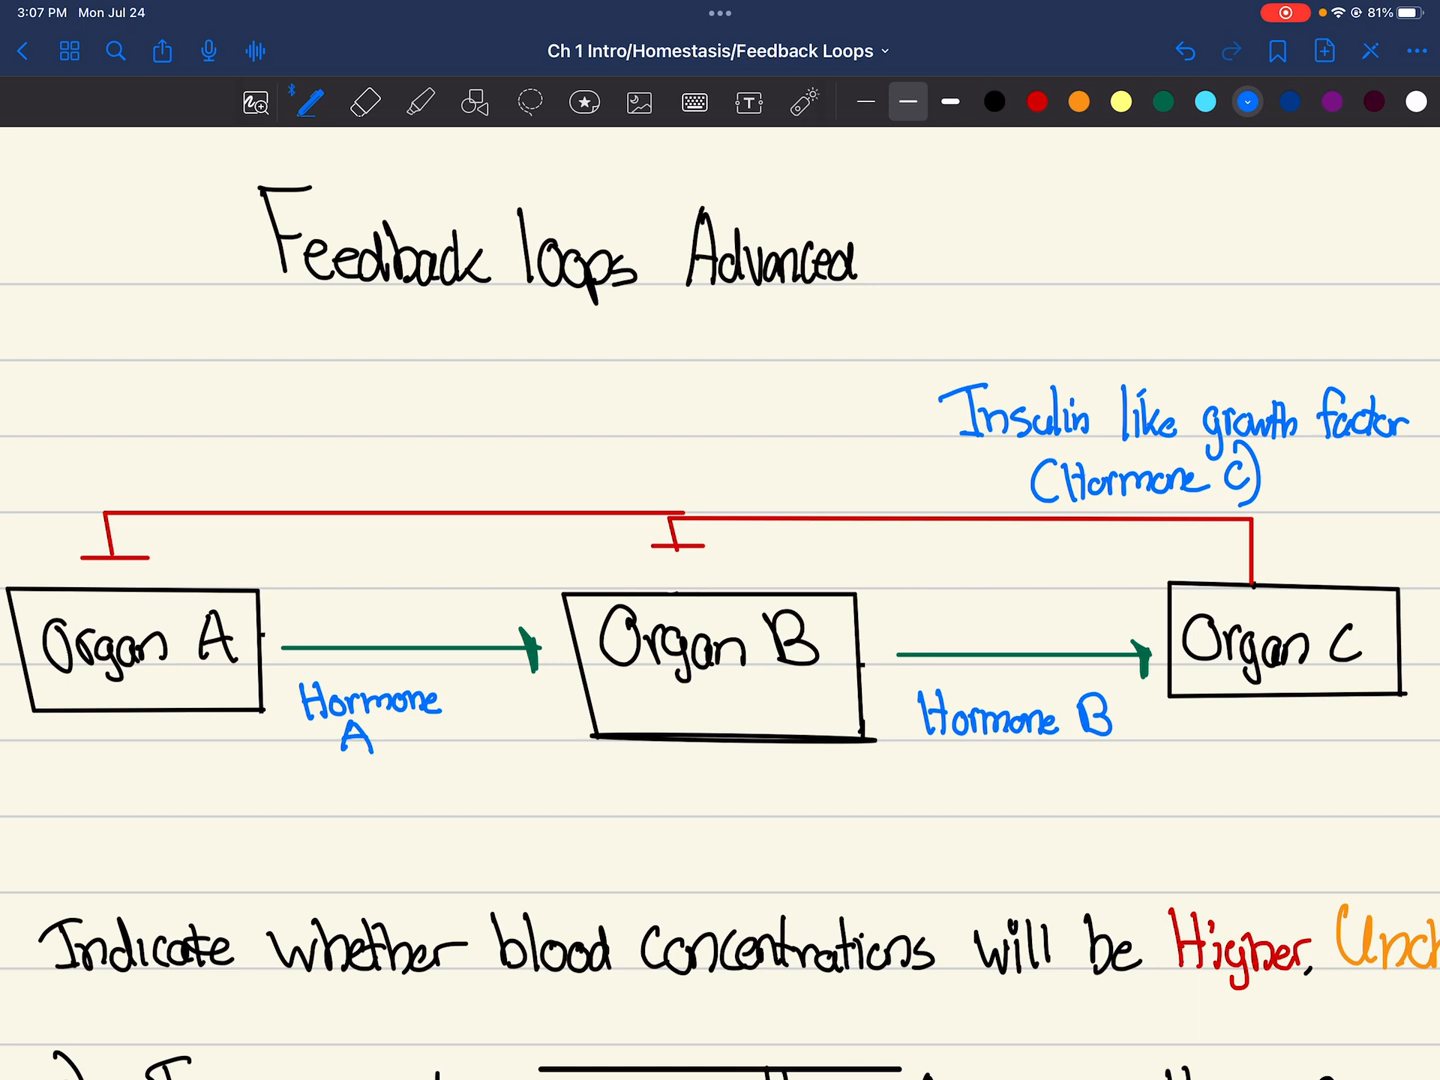 3:07 PM Mon Jul 24
81%
Ch 1 Intro/Homestasis/Feedback Loops
Feedback loops Advanced
Insulin like growth factor
(Hormone C)
Organ A
Organ B
Organ C
Hormone
A
Hormone B
Indicate whether blood concentrations will be Higher, Unch